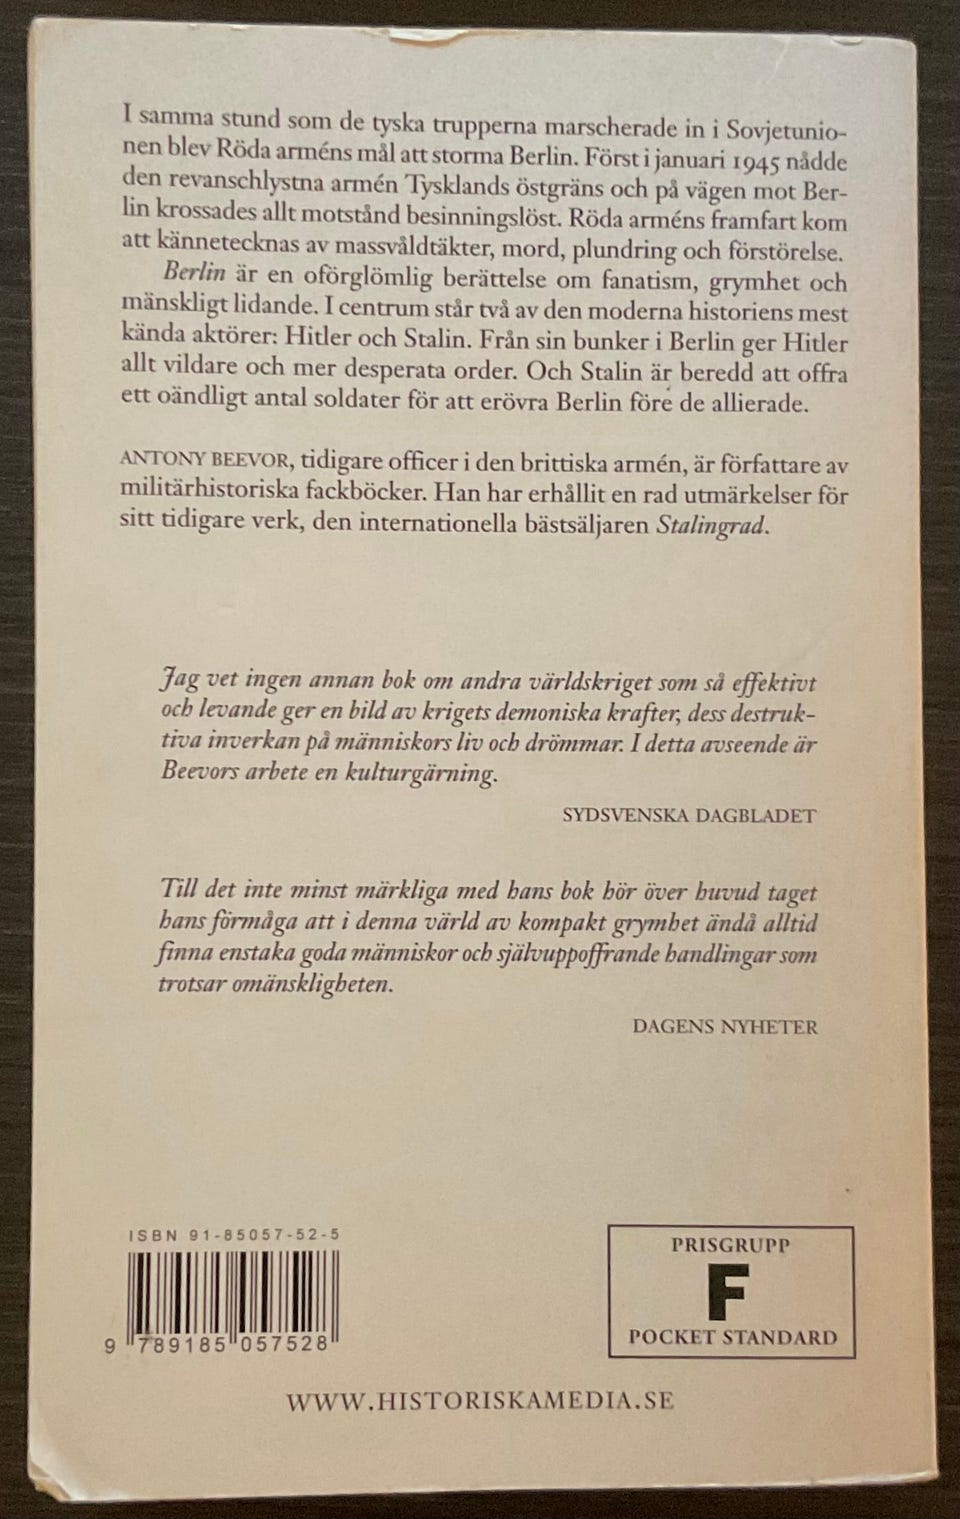 I samma stund som de tyska trupperna marscherade in i Sovjetunio-
nen blev Röda arméns mål att storma Berlin. Först i januari 1945 nådde
den revanschlystna armén Tysklands östgräns och på vägen mot Ber-
lin krossades allt motstånd besinningslöst. Röda arméns framfart kom
att kännetecknas av massvåldtäkter, mord, plundring och förstörelse.
Berlin är en oförglömlig berättelse om fanatism, grymhet och
mänskligt lidande. I centrum står två av den moderna historiens mest
kända aktörer: Hitler och Stalin. Från sin bunker i Berlin ger Hitler
allt vildare och mer desperata order. Och Stalin är beredd att offra
ett oändligt antal soldater för att erövra Berlin före de allierade.
ANTONY BEEVOR, tidigare officer i den brittiska armén, är författare av
militärhistoriska fackböcker. Han har erhållit en rad utmärkelser för
sitt tidigare verk, den internationella bästsäljaren Stalingrad.
Jag vet ingen annan bok om andra världskriget som så effektivt
och levande ger en bild av krigets demoniska krafter, dess destruk-
tiva inverkan på människors liv och drömmar. I detta avseende är
Beevors arbete en kulturgärning.
SYDSVENSKA DAGBLADET
Till det inte minst märkliga med hans bok hör över huvud taget
hans förmåga att i denna värld av kompakt grymhet ändå alltid
finna enstaka goda människor och självuppoffrande handlingar som
trotsar omänskligheten.
DAGENS NYHETER
ISBN 91-85057-52-5
9 789185 057528
PRISGRUPP
F
POCKET STANDARD
WWW.HISTORISKAMEDIA.SE